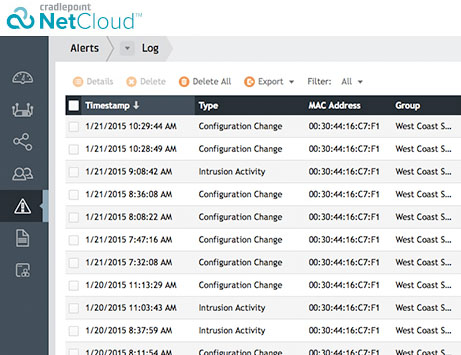 cradlepoint
NetCloud™
Alerts Log
Details Delete Delete All Export Filter: All
Timestamp ↓ Type MAC Address Group
1/21/2015 10:29:44 AM Configuration Change 00:30:44:16:C7:F1 West Coast S...
1/21/2015 10:28:49 AM Configuration Change 00:30:44:16:C7:F1 West Coast S...
1/21/2015 9:08:42 AM Intrusion Activity 00:30:44:16:C7:F1 West Coast S...
1/21/2015 8:36:08 AM Configuration Change 00:30:44:16:C7:F1 West Coast S...
1/21/2015 8:08:22 AM Configuration Change 00:30:44:16:C7:F1 West Coast S...
1/21/2015 7:47:16 AM Configuration Change 00:30:44:16:C7:F1 West Coast S...
1/21/2015 7:32:08 AM Configuration Change 00:30:44:16:C7:F1 West Coast S...
1/20/2015 11:13:29 AM Configuration Change 00:30:44:16:C7:F1 West Coast S...
1/20/2015 11:03:43 AM Intrusion Activity 00:30:44:16:C7:F1 West Coast S...
1/20/2015 8:37:59 AM Intrusion Activity 00:30:44:16:C7:F1 West Coast S...
1/20/2015 8:11:54 AM Configuration Change 00:30:44:16:C7:F1 West Coast S...